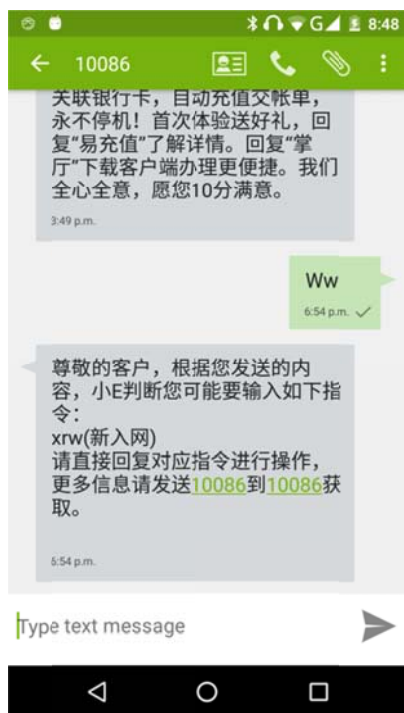 G 8:48
10086
关联银行卡，自动充值交帐单，
永不停机！首次体验送好礼，回
复“易充值”了解详情。回复“掌
厅”下载客户端办理更便捷。我们
全心全意，愿您10分满意。
3:49 p.m.
Ww
6:54 p.m.
尊敬的客户，根据您发送的内
容，小E判断您可能要输入如下指
令：
xrw(新入网)
请直接回复对应指令进行操作，
更多信息请发送10086到10086获
取。
6:54 p.m.
Type text message